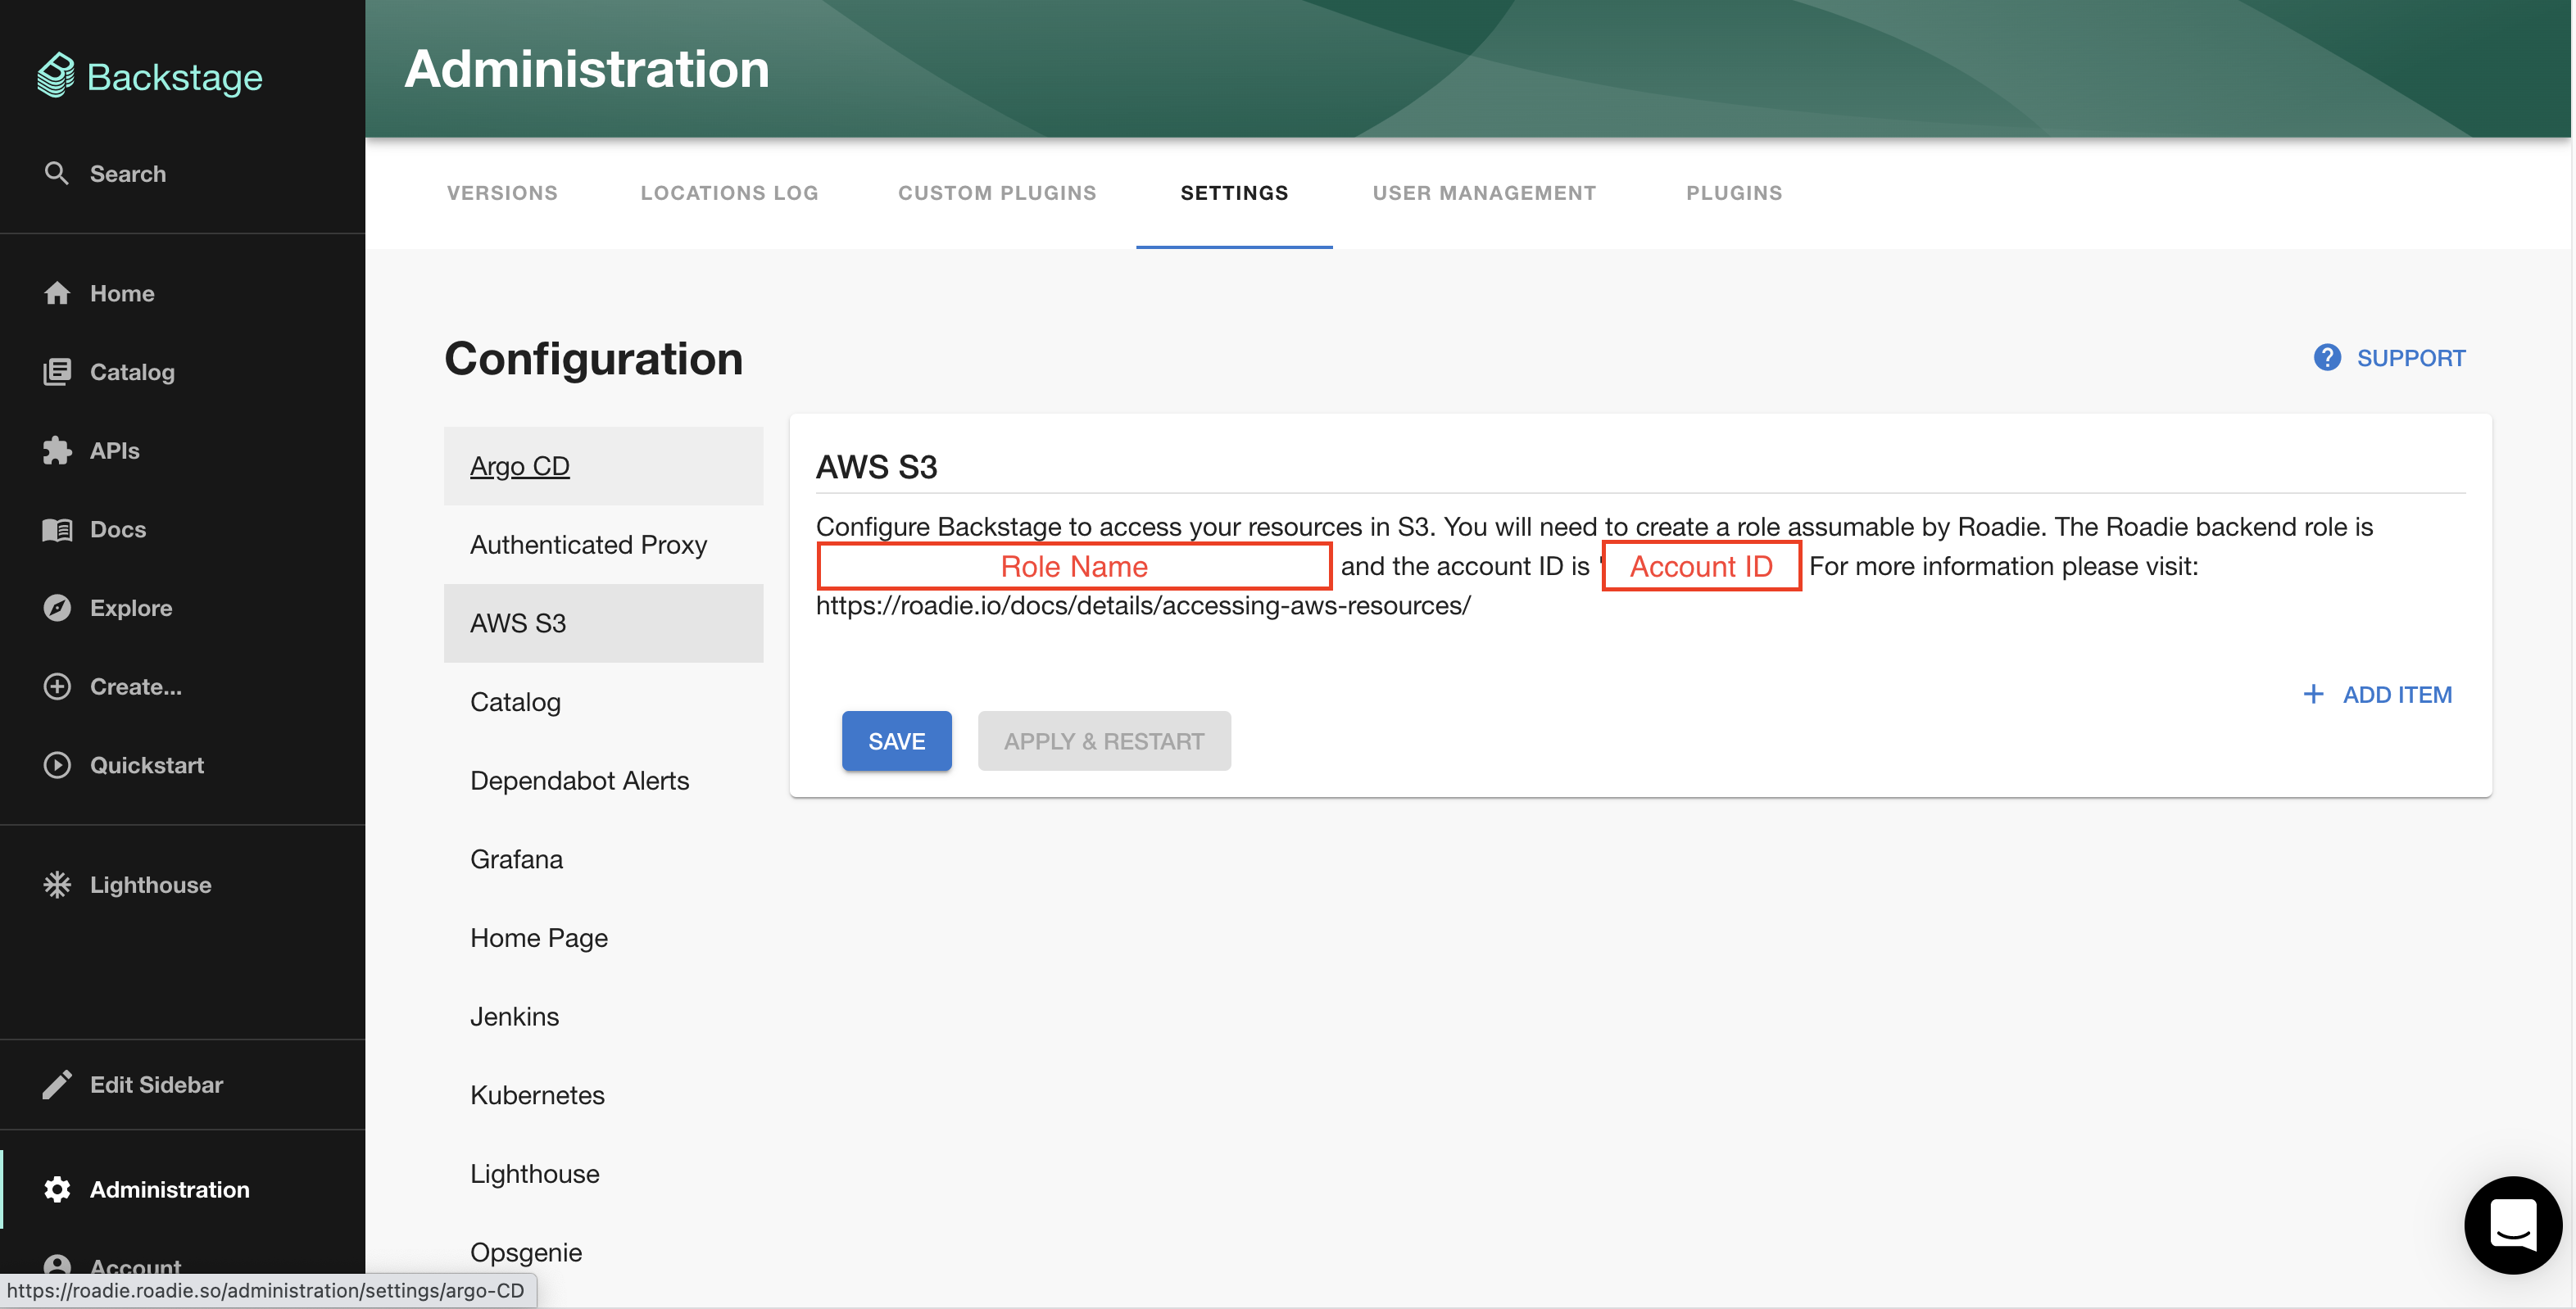 Backstage
Search
Home
Catalog
APIs
Docs
Explore
Create...
Quickstart
Lighthouse
Edit Sidebar
Administration
Account
https://roadie.roadie.so/administration/settings/argo-CD
Administration
VERSIONS
LOCATIONS LOG
CUSTOM PLUGINS
SETTINGS
USER MANAGEMENT
PLUGINS
Configuration
SUPPORT
Argo CD
Authenticated Proxy
AWS S3
Catalog
Dependabot Alerts
Grafana
Home Page
Jenkins
Kubernetes
Lighthouse
Opsgenie
AWS S3
Configure Backstage to access your resources in S3. You will need to create a role assumable by Roadie. The Roadie backend role is
Role Name and the account ID is ' Account ID For more information please visit:
https://roadie.io/docs/details/accessing-aws-resources/
ADD ITEM
SAVE
APPLY & RESTART